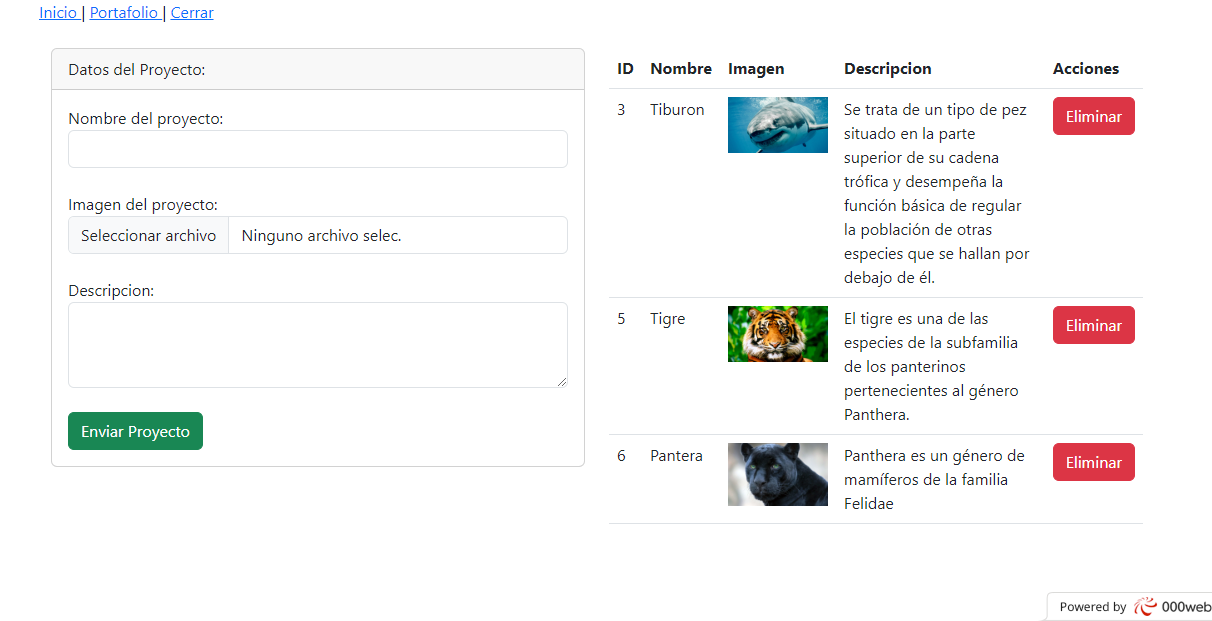 Inicio | Portafolio | Cerrar
Datos del Proyecto:
Nombre del proyecto:
Imagen del proyecto:
Seleccionar archivo Ninguno archivo selec.
Descripcion:
Enviar Proyecto
ID Nombre Imagen Descripcion Acciones
3 Tiburon Se trata de un tipo de pez Eliminar
situado en la parte
superior de su cadena
trófica y desempeña la
función básica de regular
la población de otras
especies que se hallan por
debajo de él.
5 Tigre El tigre es una de las Eliminar
especies de la subfamilia
de los panterinos
pertenecientes al género
Panthera.
6 Pantera Panthera es un género de Eliminar
mamíferos de la familia
Felidae
Powered by 000web